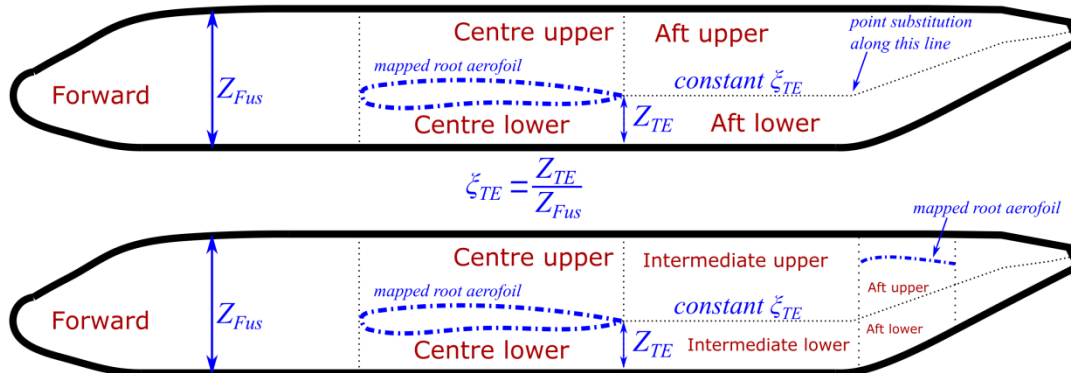 Centre upper
Aft upper
point substitution
along this line
mapped root aerofoil
Z_Fus
constant ξ_TE
Forward
Z_TE
Centre lower
Aft lower
ξ_TE = Z_TE / Z_Fus
mapped root aerofoil
Centre upper
Intermediate upper
mapped root aerofoil
Aft upper
Z_Fus
constant ξ_TE
Forward
Aft lower
Z_TE
Centre lower
Intermediate lower